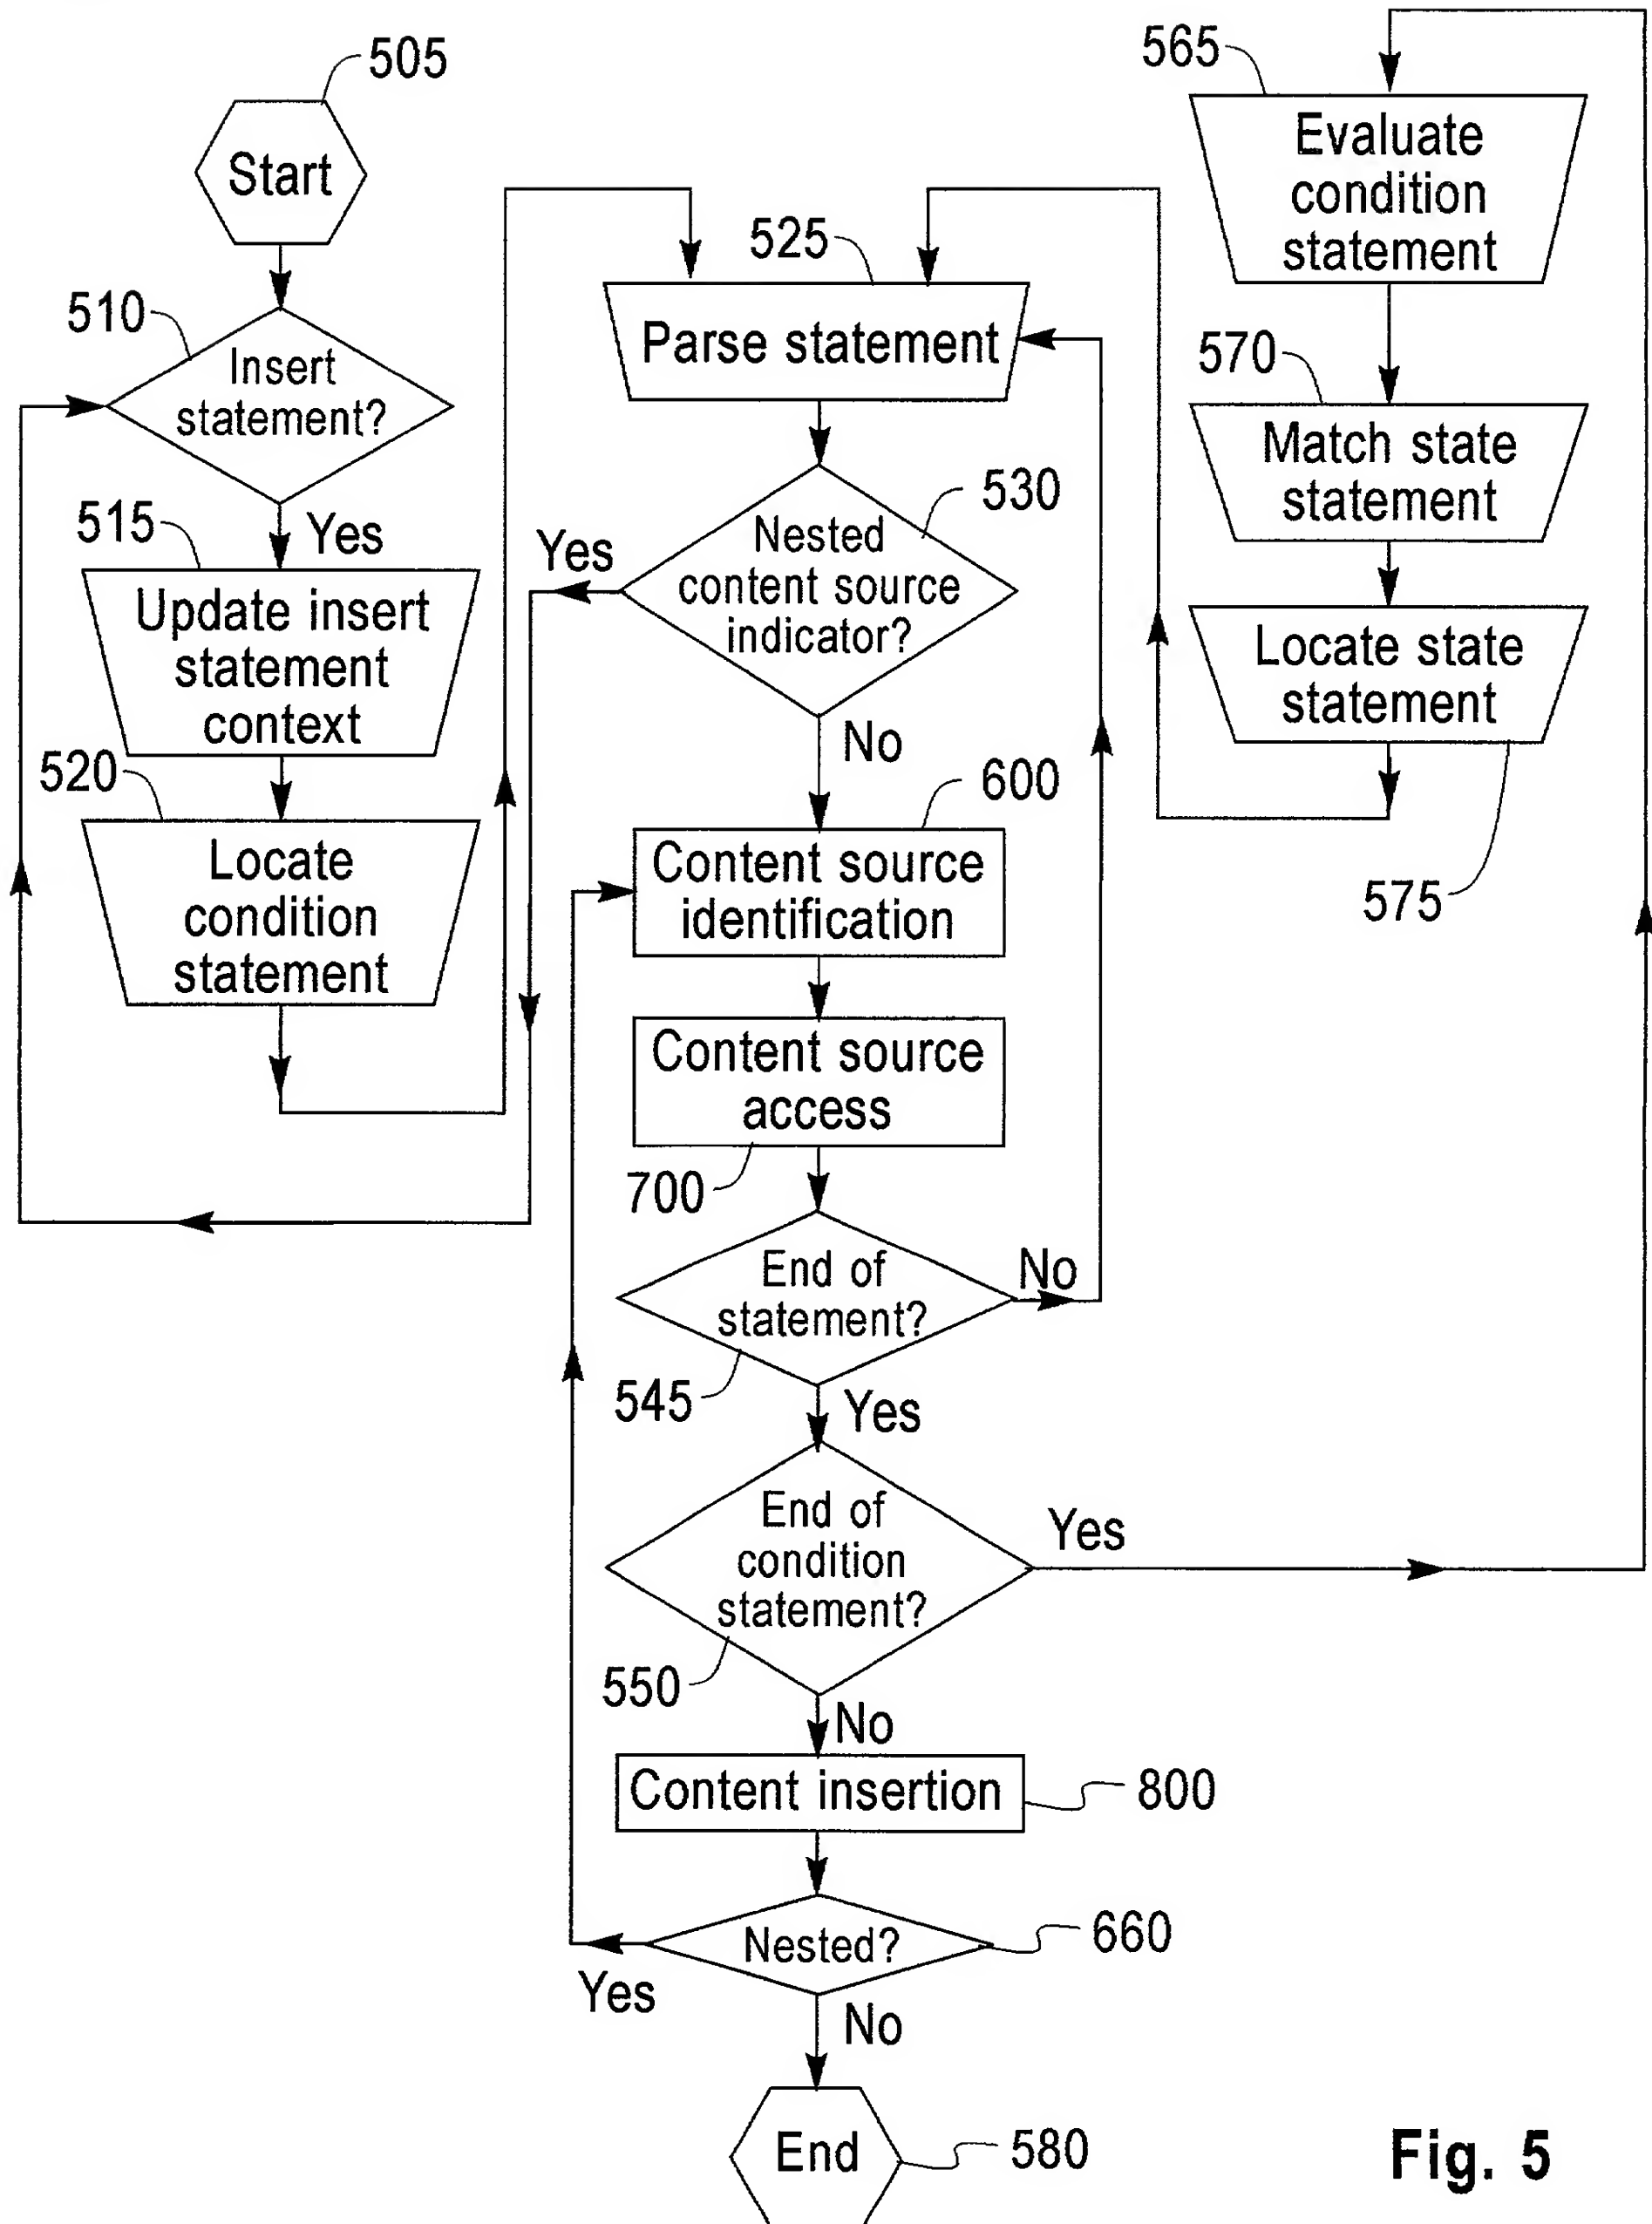 505
Start
510
Insert
statement?
Yes
515
Update insert
statement
context
520
Locate
condition
statement
525
Parse statement
530
Nested
content source
indicator?
Yes
No
600
Content source
identification
Content source
access
700
End of
statement?
No
545
Yes
End of
condition
statement?
Yes
550
No
Content insertion
800
Nested?
660
Yes
No
End
580
565
Evaluate
condition
statement
570
Match state
statement
Locate state
statement
575
Fig. 5